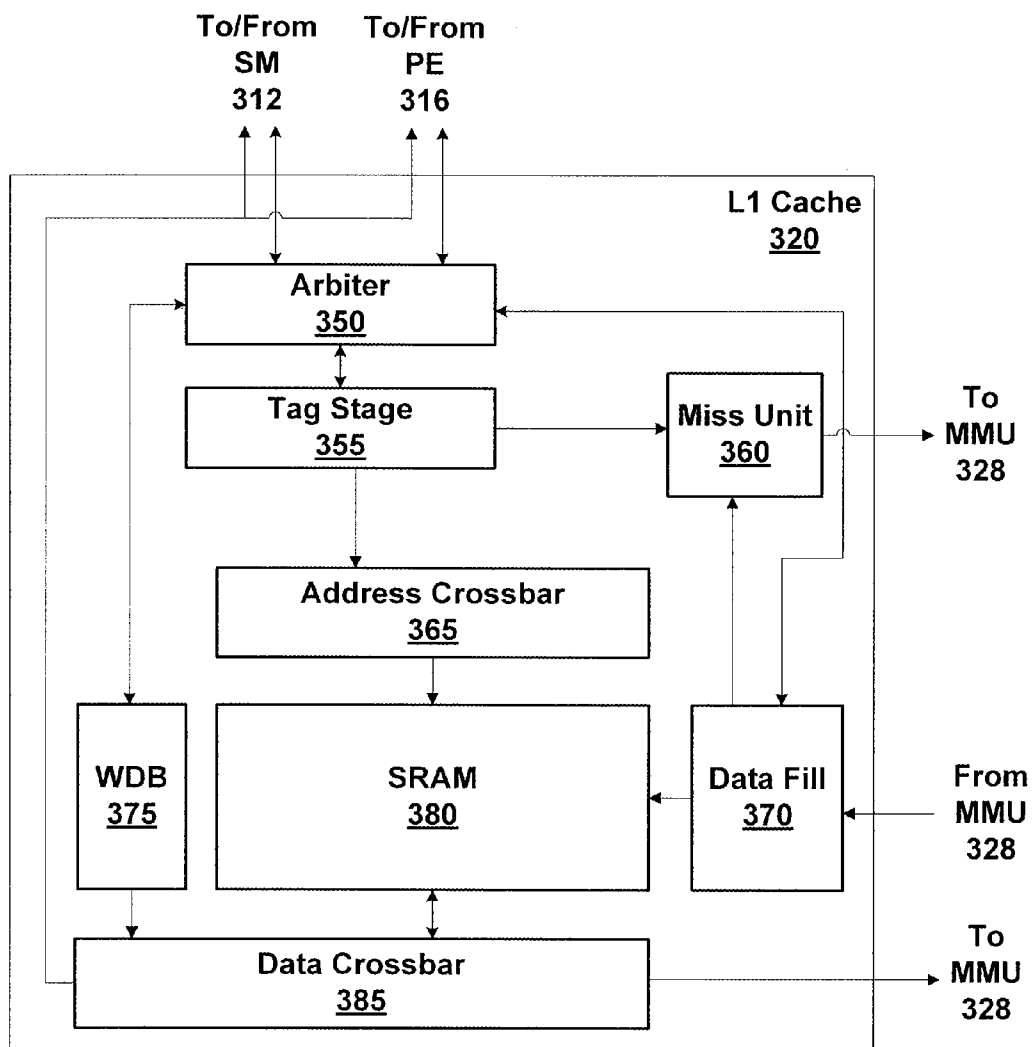 To/From
SM
312
To/From
PE
316
L1 Cache
320
Arbiter
350
Tag Stage
355
Miss Unit
360
To
MMU
328
Address Crossbar
365
WDB
375
SRAM
380
Data Fill
370
From
MMU
328
Data Crossbar
385
To
MMU
328